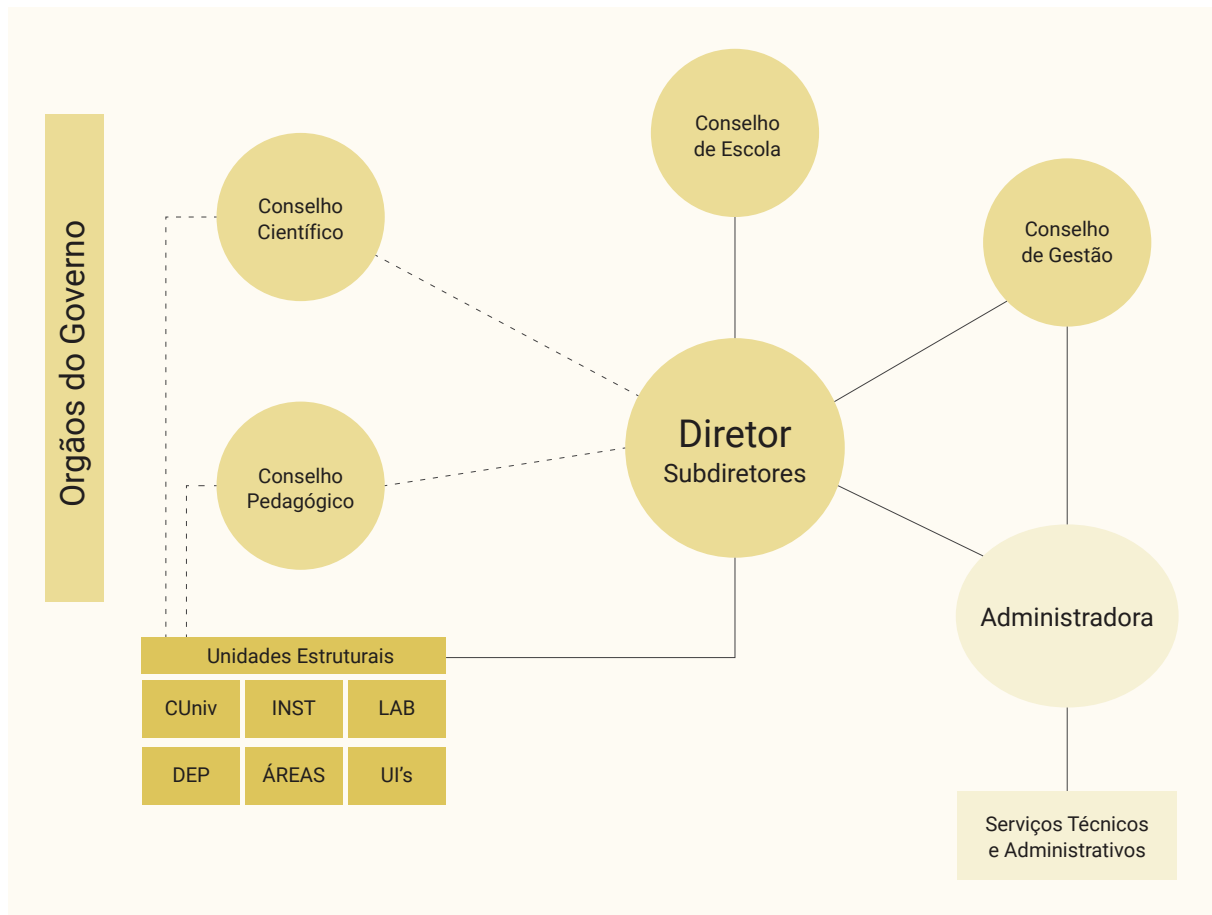 Orgãos do Governo
Conselho
de Escola
Conselho
Científico
Conselho
de Gestão
Diretor
Subdiretores
Conselho
Pedagógico
Administradora
Unidades Estruturais
CUniv
INST
LAB
DEP
ÁREAS
UI's
Serviços Técnicos
e Administrativos